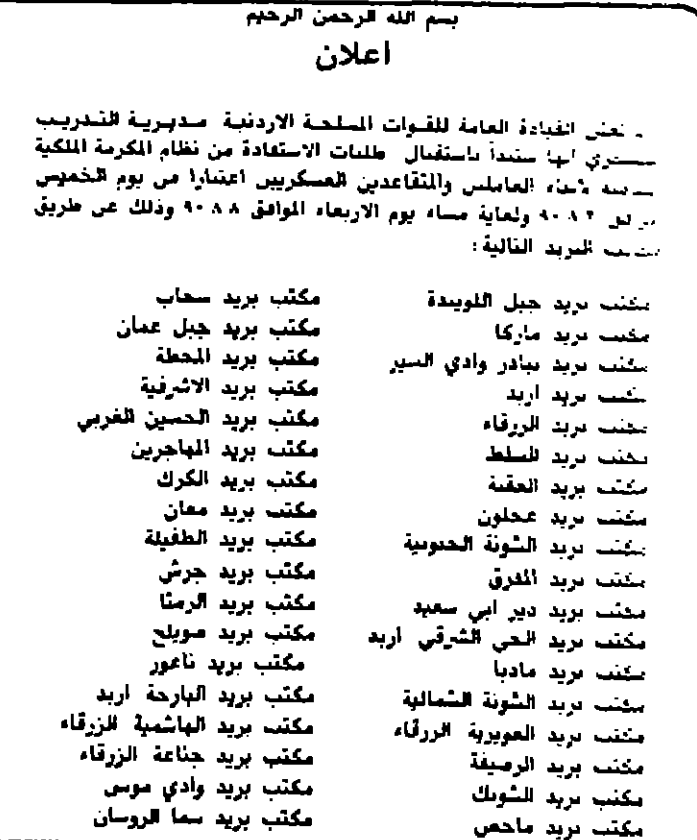 بسم الله الرحمن الرحيم
اعلان
تعلن القيادة العامة للقوات المسلحة الاردنية مديرية التدريب
العسكري انها ستبدأ باستقبال طلبات الاستفادة من نظام المكرمة الملكية
لأبناء العاملين والمتقاعدين العسكريين اعتبارا من يوم الخميس
ولغاية مساء يوم الاربعاء الموافق ٨ ٨ ٩٠ وذلك عن طريق
مكاتب البريد التالية :
مكتب بريد جبل اللويبدة
مكتب بريد ماركا
مكتب بريد بيادر وادي السير
مكتب بريد اربد
مكتب بريد الزرقاء
مكتب بريد السلط
مكتب بريد العقبة
مكتب بريد عجلون
مكتب بريد الشونة الجنوبية
مكتب بريد المفرق
مكتب بريد دير ابي سعيد
مكتب بريد الحي الشرقي اربد
مكتب بريد مادبا
مكتب بريد الشونة الشمالية
مكتب بريد الغويرية الزرقاء
مكتب بريد الرصيفة
مكتب بريد الشوبك
مكتب بريد ماحص
مكتب بريد سحاب
مكتب بريد جبل عمان
مكتب بريد المحطة
مكتب بريد الاشرفية
مكتب بريد الحسين الغربي
مكتب بريد المهاجرين
مكتب بريد الكرك
مكتب بريد معان
مكتب بريد الطفيلة
مكتب بريد جرش
مكتب بريد الرمثا
مكتب بريد صويلح
مكتب بريد ناعور
مكتب بريد البارحة اربد
مكتب بريد الهاشمية الزرقاء
مكتب بريد جناعة الزرقاء
مكتب بريد وادي موسى
مكتب بريد سما الروسان